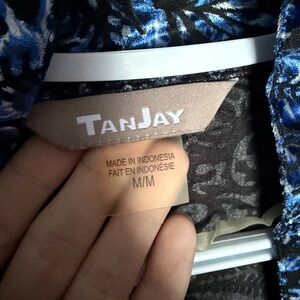 TANJAY
MADE IN INDONESIA
FAIT EN INDONÉSIE
M/M